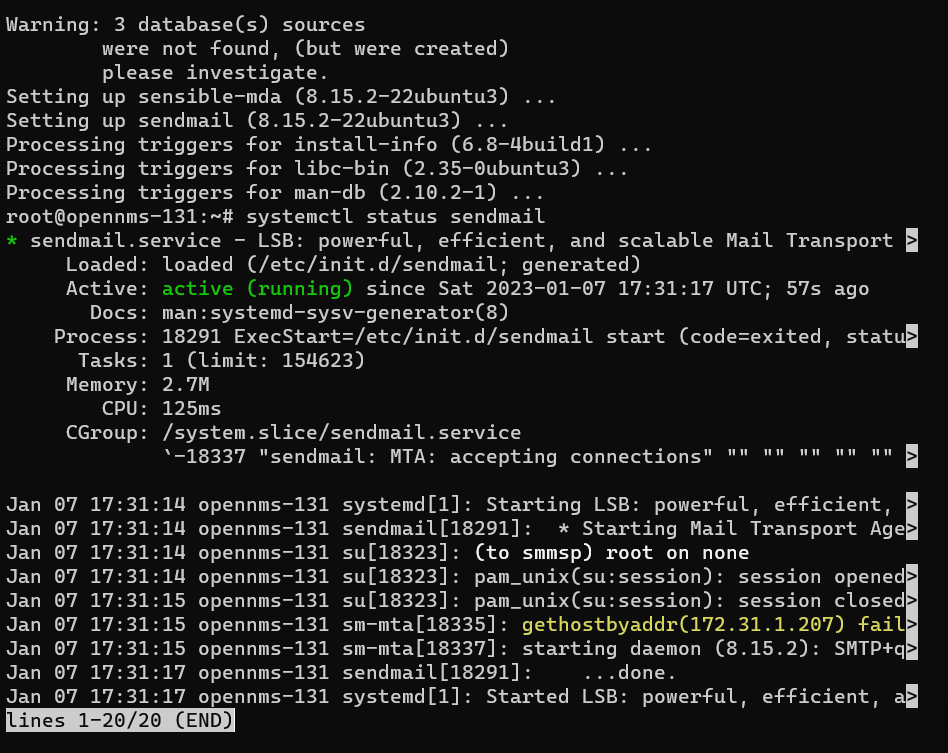 Warning: 3 database(s) sources
were not found, (but were created)
please investigate.
Setting up sensible-mda (8.15.2-22ubuntu3) ...
Setting up sendmail (8.15.2-22ubuntu3) ...
Processing triggers for install-info (6.8-4build1) ...
Processing triggers for libc-bin (2.35-0ubuntu3) ...
Processing triggers for man-db (2.10.2-1) ...
root@opennms-131:~# systemctl status sendmail
* sendmail.service - LSB: powerful, efficient, and scalable Mail Transport >
Loaded: loaded (/etc/init.d/sendmail; generated)
Active: active (running) since Sat 2023-01-07 17:31:17 UTC; 57s ago
Docs: man:systemd-sysv-generator(8)
Process: 18291 ExecStart=/etc/init.d/sendmail start (code=exited, statu>
Tasks: 1 (limit: 154623)
Memory: 2.7M
CPU: 125ms
CGroup: /system.slice/sendmail.service
`-18337 "sendmail: MTA: accepting connections" "" "" "" "" "" >
Jan 07 17:31:14 opennms-131 systemd[1]: Starting LSB: powerful, efficient, >
Jan 07 17:31:14 opennms-131 sendmail[18291]:  * Starting Mail Transport Age>
Jan 07 17:31:14 opennms-131 su[18323]: (to smmsp) root on none
Jan 07 17:31:14 opennms-131 su[18323]: pam_unix(su:session): session opened>
Jan 07 17:31:15 opennms-131 su[18323]: pam_unix(su:session): session closed>
Jan 07 17:31:15 opennms-131 sm-mta[18335]: gethostbyaddr(172.31.1.207) fail>
Jan 07 17:31:15 opennms-131 sm-mta[18337]: starting daemon (8.15.2): SMTP+q>
Jan 07 17:31:17 opennms-131 sendmail[18291]:    ...done.
Jan 07 17:31:17 opennms-131 systemd[1]: Started LSB: powerful, efficient, a>
lines 1-20/20 (END)